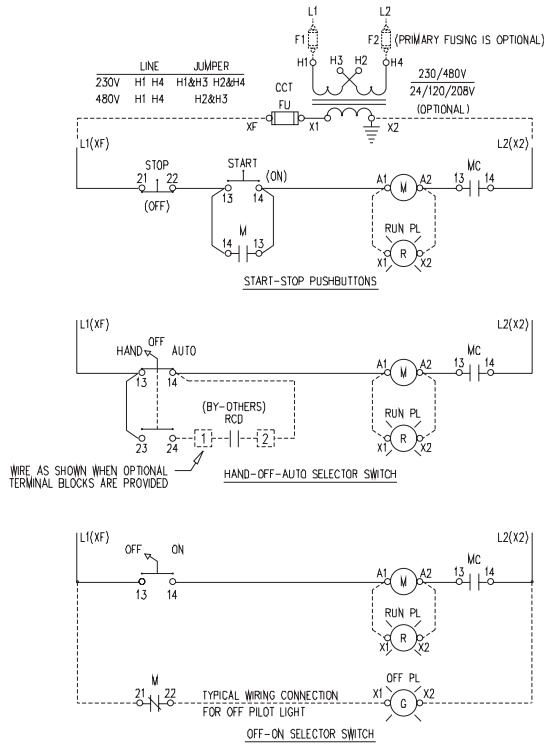 L1 L2
F1 F2 (PRIMARY FUSING IS OPTIONAL)
H1 H3 H2 H4
LINE JUMPER
230V H1 H4 H1&H3 H2&H4
480V H1 H4 H2&H3
230/480V
24/120/208V
(OPTIONAL)
CCT
FU
XF X1 X2
L1(XF) L2(X2)
STOP START MC
21 22 (ON) A1 M A2 13 14
(OFF) 13 14
M RUN PL
14 13 X1 R X2
START-STOP PUSHBUTTONS
L1(XF) L2(X2)
OFF MC
HAND AUTO A1 M A2 13 14
13 14
(BY-OTHERS) RUN PL
RCD
23 24 1 2 X1 R X2
WIRE AS SHOWN WHEN OPTIONAL
TERMINAL BLOCKS ARE PROVIDED
HAND-OFF-AUTO SELECTOR SWITCH
L1(XF) L2(X2)
OFF ON MC
A1 M A2 13 14
13 14
RUN PL
X1 R X2
M OFF PL
21 22 TYPICAL WIRING CONNECTION X1 G X2
FOR OFF PILOT LIGHT
OFF-ON SELECTOR SWITCH